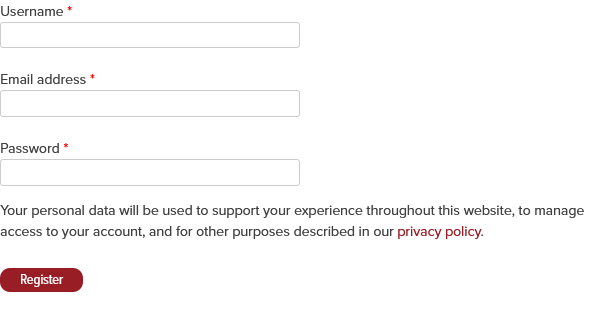 Username *
Email address *
Password *
Your personal data will be used to support your experience throughout this website, to manage
access to your account, and for other purposes described in our privacy policy.
Register